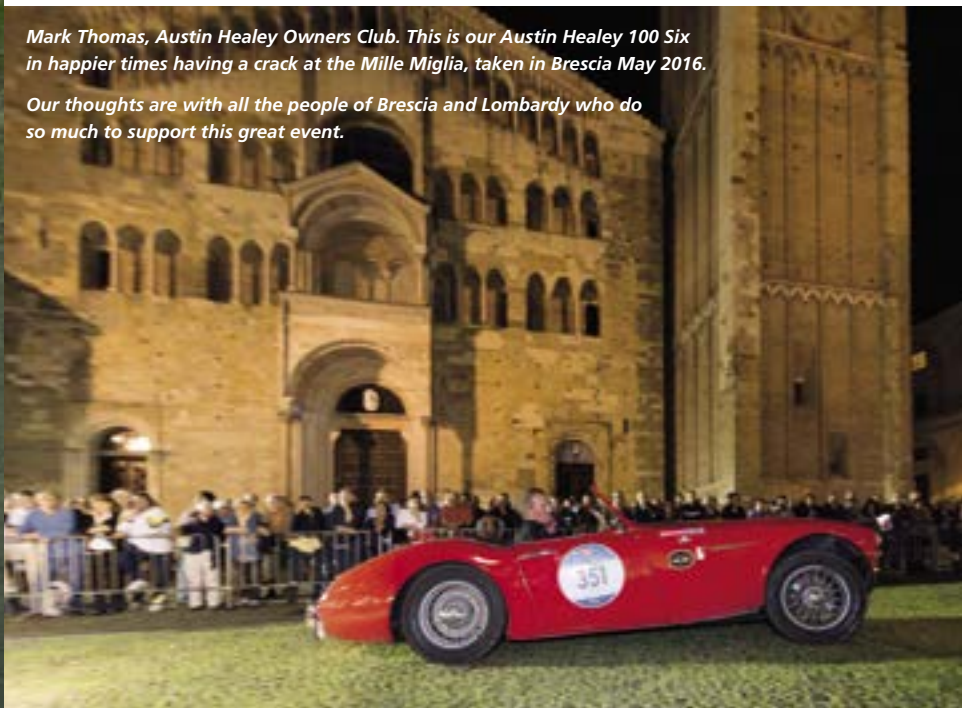 Mark Thomas, Austin Healey Owners Club. This is our Austin Healey 100 Six
in happier times having a crack at the Mille Miglia, taken in Brescia May 2016.
Our thoughts are with all the people of Brescia and Lombardy who do
so much to support this great event.
351